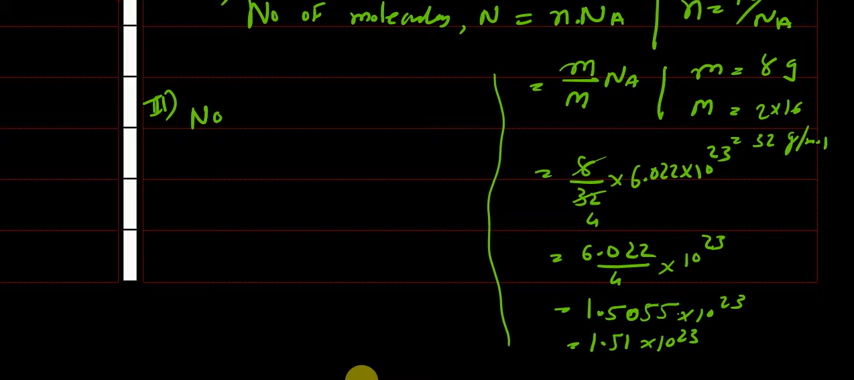 No of molecules, N = n.NA | n = N/NA
= m/m NA | m = 8 g
m = 2×16
= 32 g/mol
= 8/32 × 6.022×10^23
4
= 6.022/4 × 10^23
= 1.5055×10^23
= 1.51×10^23
II) No